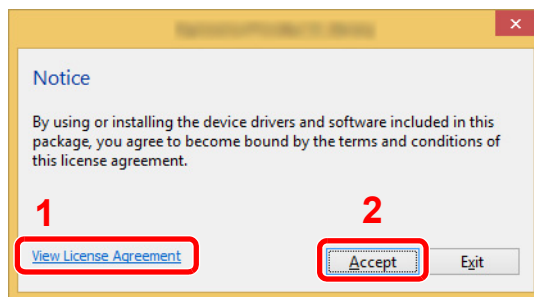 Notice
By using or installing the device drivers and software included in this
package, you agree to become bound by the terms and conditions of
this license agreement.
1
2
View License Agreement
Accept
Exit